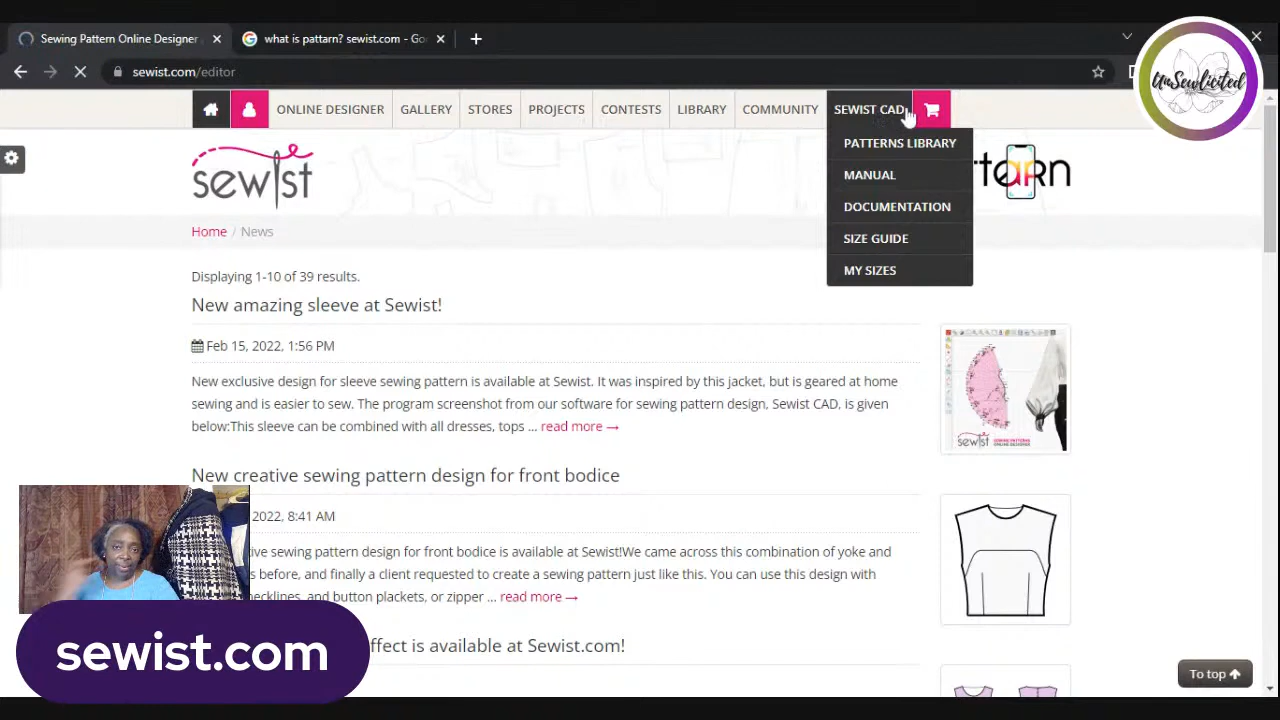 Sewing Pattern Online Designer
what is pattarn? sewist.com - Go
UnSewlicited
sewist.com/editor
ONLINE DESIGNER
GALLERY
STORES
PROJECTS
CONTESTS
LIBRARY
COMMUNITY
SEWIST CAD
PATTERNS LIBRARY
MANUAL
DOCUMENTATION
SIZE GUIDE
MY SIZES
sewist
tarn
Home / News
Displaying 1-10 of 39 results.
New amazing sleeve at Sewist!
Feb 15, 2022, 1:56 PM
New exclusive design for sleeve sewing pattern is available at Sewist. It was inspired by this jacket, but is geared at home
sewing and is easier to sew. The program screenshot from our software for sewing pattern design, Sewist CAD, is given
below:This sleeve can be combined with all dresses, tops ... read more →
sewist
New creative sewing pattern design for front bodice
2022, 8:41 AM
ive sewing pattern design for front bodice is available at Sewist!We came across this combination of yoke and
s before, and finally a client requested to create a sewing pattern just like this. You can use this design with
necklines, and button plackets, or zipper ... read more →
ffect is available at Sewist.com!
sewist.com
To top